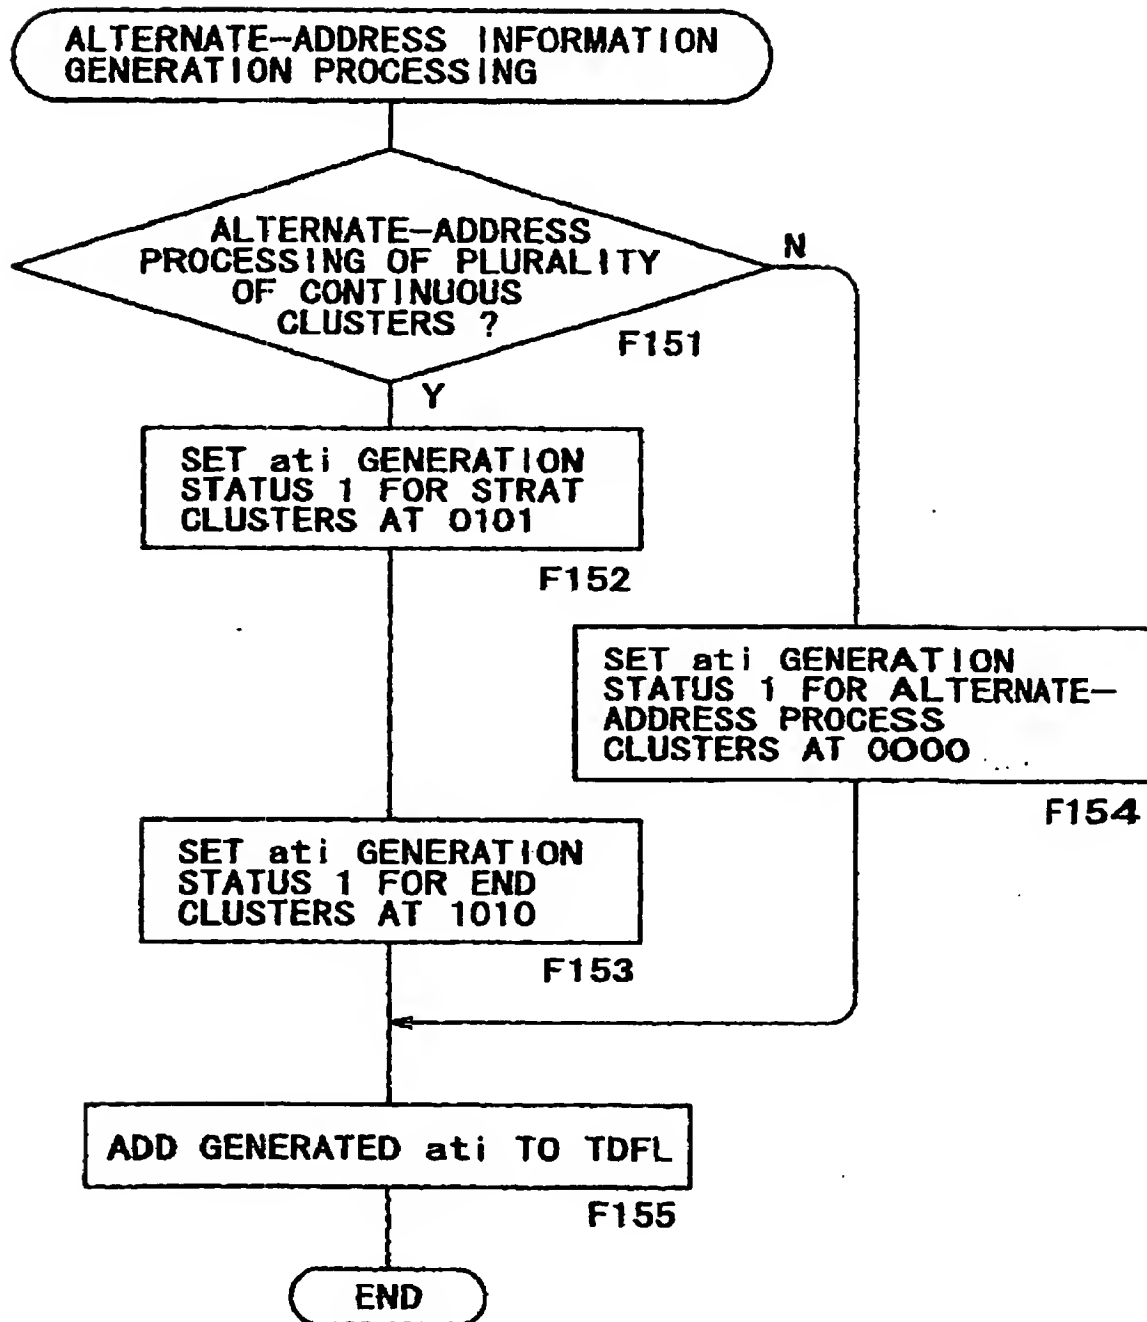 ALTERNATE-ADDRESS INFORMATION
GENERATION PROCESSING
ALTERNATE-ADDRESS
PROCESSING OF PLURALITY
OF CONTINUOUS
CLUSTERS ?
N
F151
Y
SET ati GENERATION
STATUS 1 FOR STRAT
CLUSTERS AT 0101
F152
SET ati GENERATION
STATUS 1 FOR ALTERNATE-
ADDRESS PROCESS
CLUSTERS AT 0000
F154
SET ati GENERATION
STATUS 1 FOR END
CLUSTERS AT 1010
F153
ADD GENERATED ati TO TDFL
F155
END